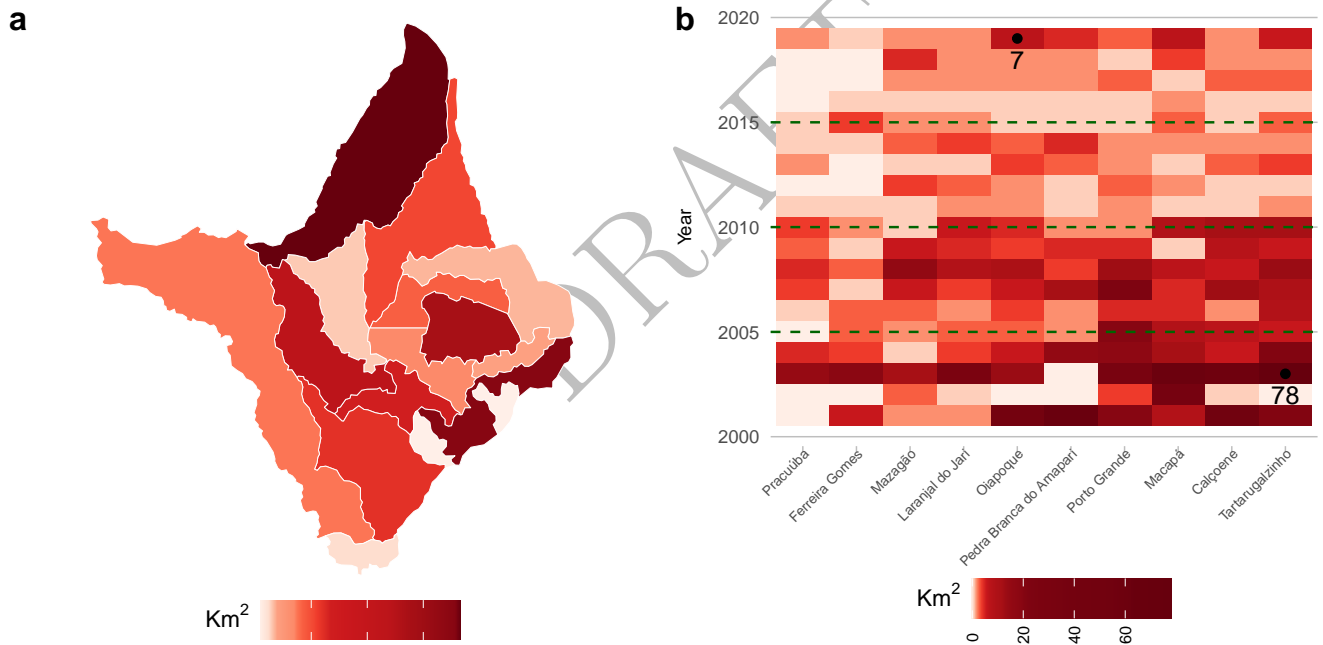 a
Km²
b
2020
2015
2010
2005
2000
Year
7
78
Pracuúba
Ferreira Gomes
Mazagão
Laranjal do Jarí
Oiapoque
Pedra Branca do Amaparí
Porto Grande
Macapá
Calçoene
Tartarugalzinho
Km²
0
20
40
60
DRAFT